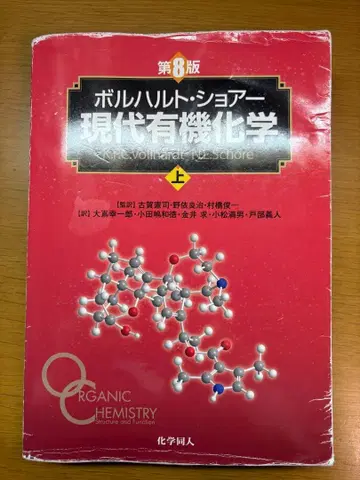 第8版
ボルハルト・ショアー
現代有機化学
K.P.C.Vollhardt・N.E.Schore
上
【監訳】古賀憲司・野依良治・村橋俊一
【訳】大嶌幸一郎・小田嶋和徳・金井 求・小松満男・戸部義人
ORGANIC
CHEMISTRY
Structure and Function
化学同人